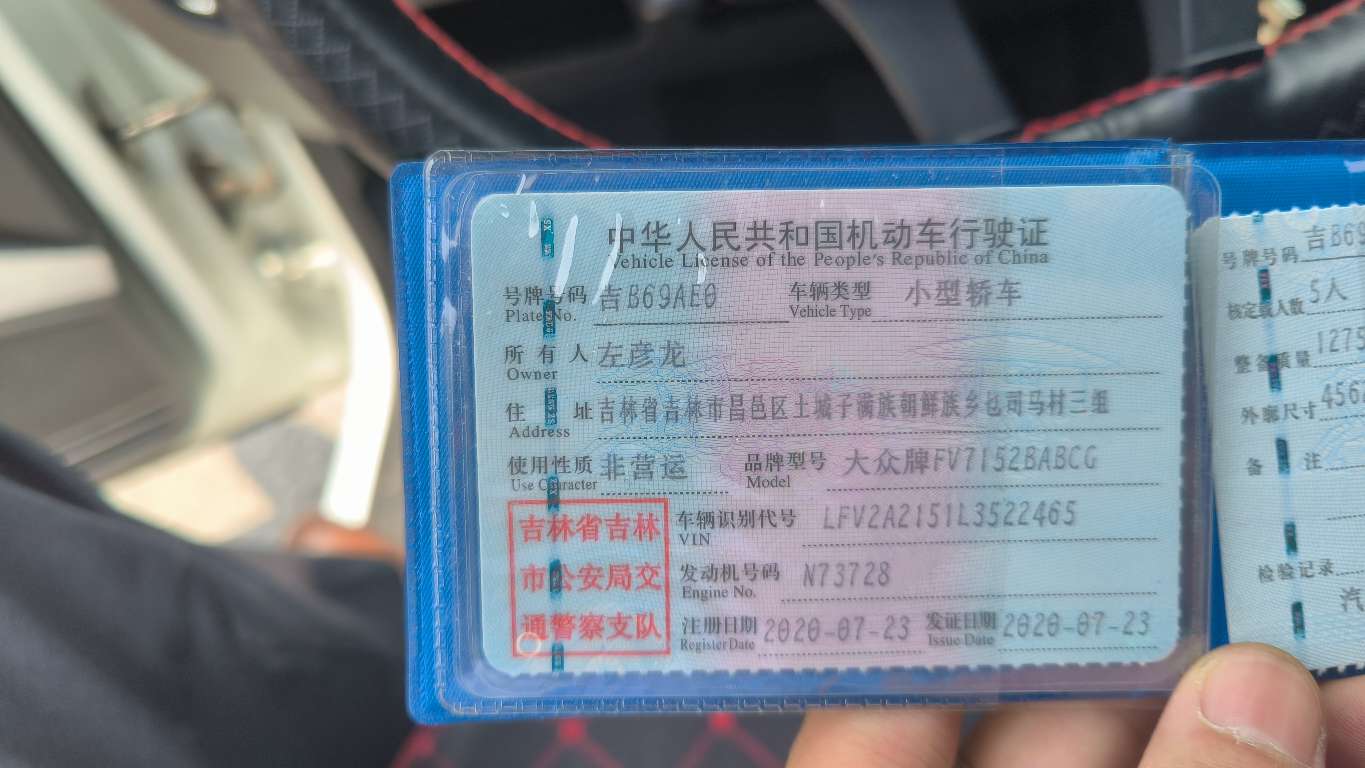 中华人民共和国机动车行驶证
Vehicle License of the People's Republic of China
号牌号码 吉B69AE0 车辆类型 小型轿车
Plate No. Vehicle Type
所有人 左彦龙
Owner
住址 吉林省吉林市昌邑区土城子满族朝鲜族乡也司马村三组
Address
使用性质 非营运 品牌型号 大众牌FV7152BABCG
Use Character Model
吉林省吉林
市公安局交
通警察支队
车辆识别代号 LFV2A2151L3522465
VIN
发动机号码 N73728
Engine No.
注册日期 2020-07-23 发证日期 2020-07-23
Register Date Issue Date
号牌号码 吉B69
核定载人数 5人
整备质量 1275
外廓尺寸 456
备注
检验记录
汽